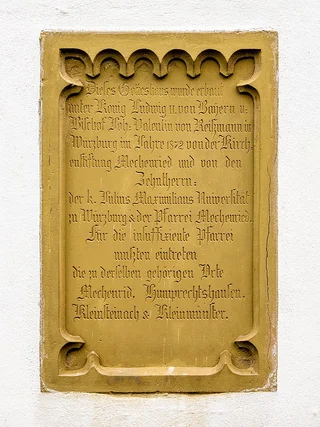 Dieses Gotteshaus wurde erbaut
unter König Ludwig II. von Bayern u.
Bischof Joh. Valentin von Reißmann in
Würzburg im Jahre 1872 von der Kirch-
enstiftung Mechenried und von den
Zehntherrn:
der k. Julius Maximilians Universität
zu Würzburg & der Pfarrei Mechenried.
Für die insuffiziente Pfarrei
mußten eintreten
die zu derselben gehörigen Orte
Mechenrid, Humprechtshausen,
Kleinsteinach & Kleinmünster.